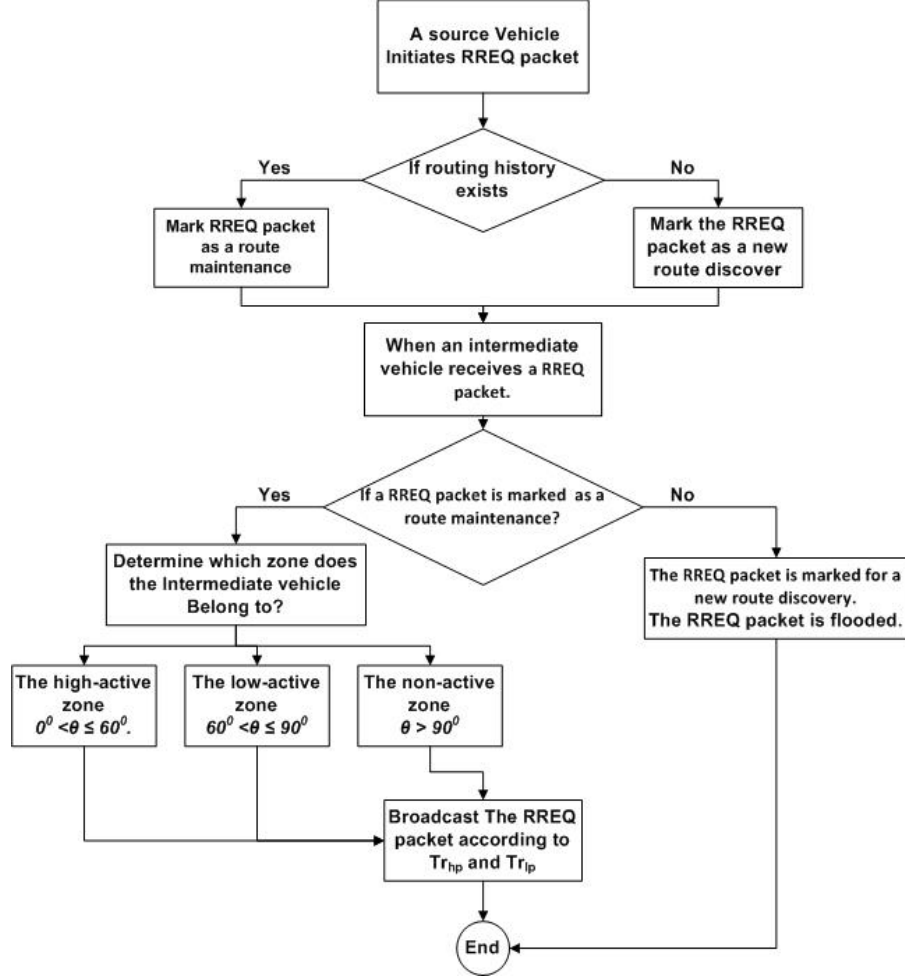 A source Vehicle
Initiates RREQ packet
If routing history
exists
Yes
No
Mark RREQ packet
as a route
maintenance
Mark the RREQ
packet as a new
route discover
When an intermediate
vehicle receives a RREQ
packet.
If a RREQ packet is marked as a
route maintenance?
Yes
No
Determine which zone does
the Intermediate vehicle
Belong to?
The RREQ packet is marked for a
new route discovery.
The RREQ packet is flooded.
The high-active
zone
0⁰ <θ ≤ 60⁰.
The low-active
zone
60⁰ <θ ≤ 90⁰
The non-active
zone
θ > 90⁰
Broadcast The RREQ
packet according to
Trhp and Trlp
End